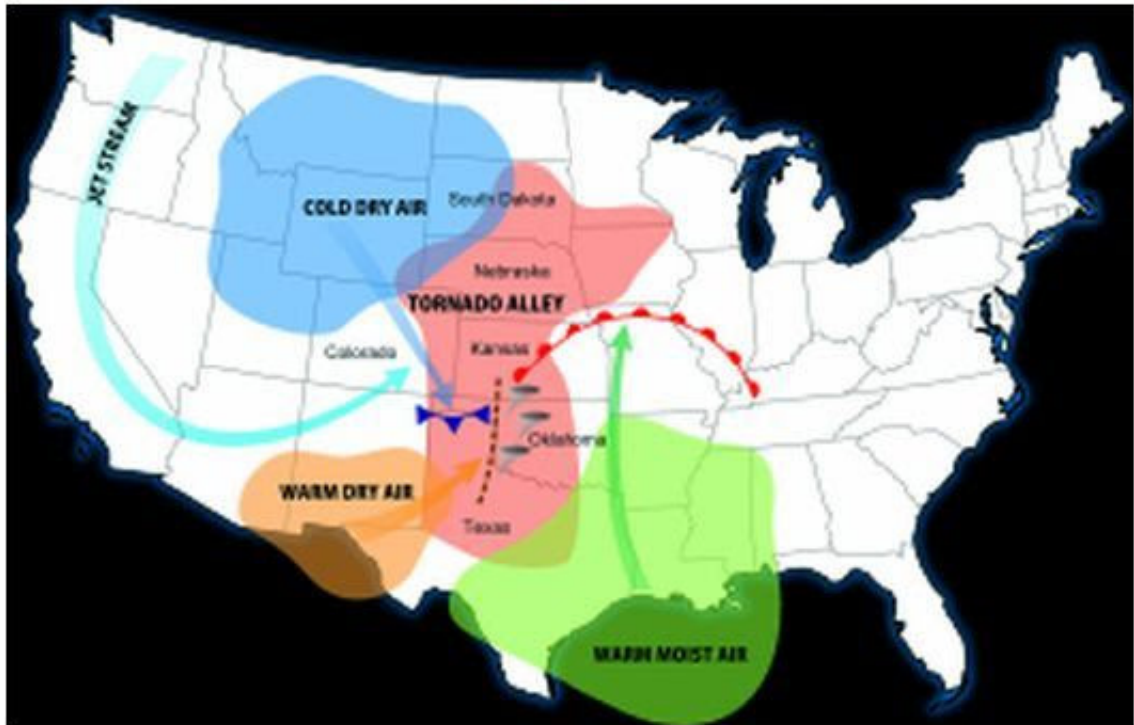 JET STREAM
COLD DRY AIR
South Dakota
Nebraska
TORNADO ALLEY
Colorado
Kansas
Oklahoma
WARM DRY AIR
Texas
WARM MOIST AIR